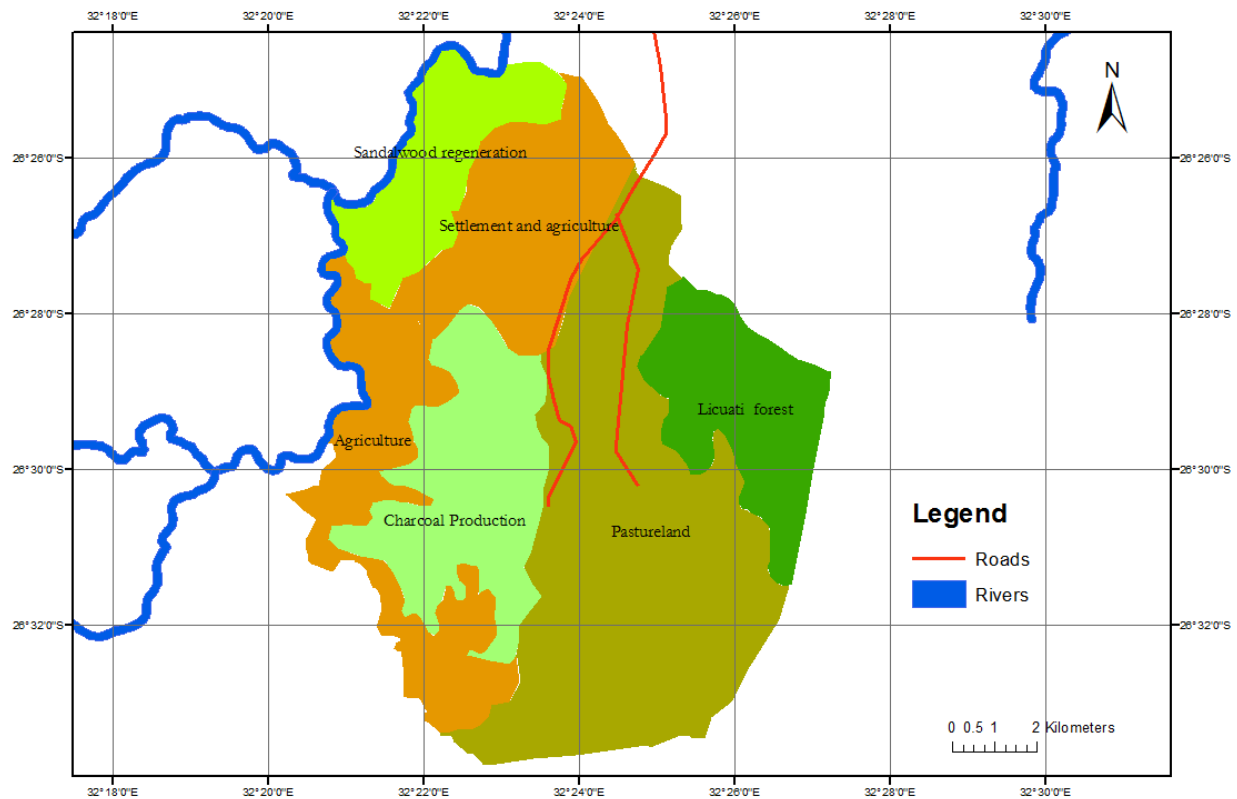 32°18'0"E 32°20'0"E 32°22'0"E 32°24'0"E 32°26'0"E 32°28'0"E 32°30'0"E
N
26°26'0"S 26°26'0"S
Sandalwood regeneration
Settlement and agriculture
26°28'0"S 26°28'0"S
Licuati forest
Agriculture
26°30'0"S 26°30'0"S
Legend
Charcoal Production
Pastureland
Roads
Rivers
26°32'0"S 26°32'0"S
0 0.5 1 2 Kilometers
32°18'0"E 32°20'0"E 32°22'0"E 32°24'0"E 32°26'0"E 32°28'0"E 32°30'0"E